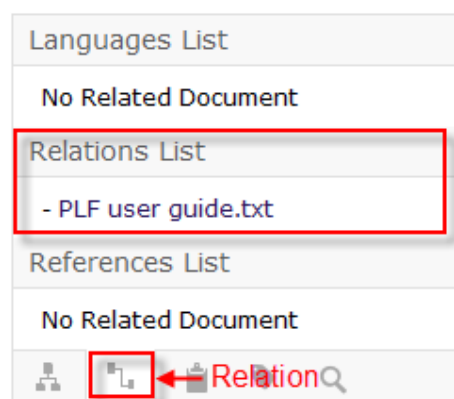 Languages List
No Related Document
Relations List
- PLF user guide.txt
References List
No Related Document
Relation